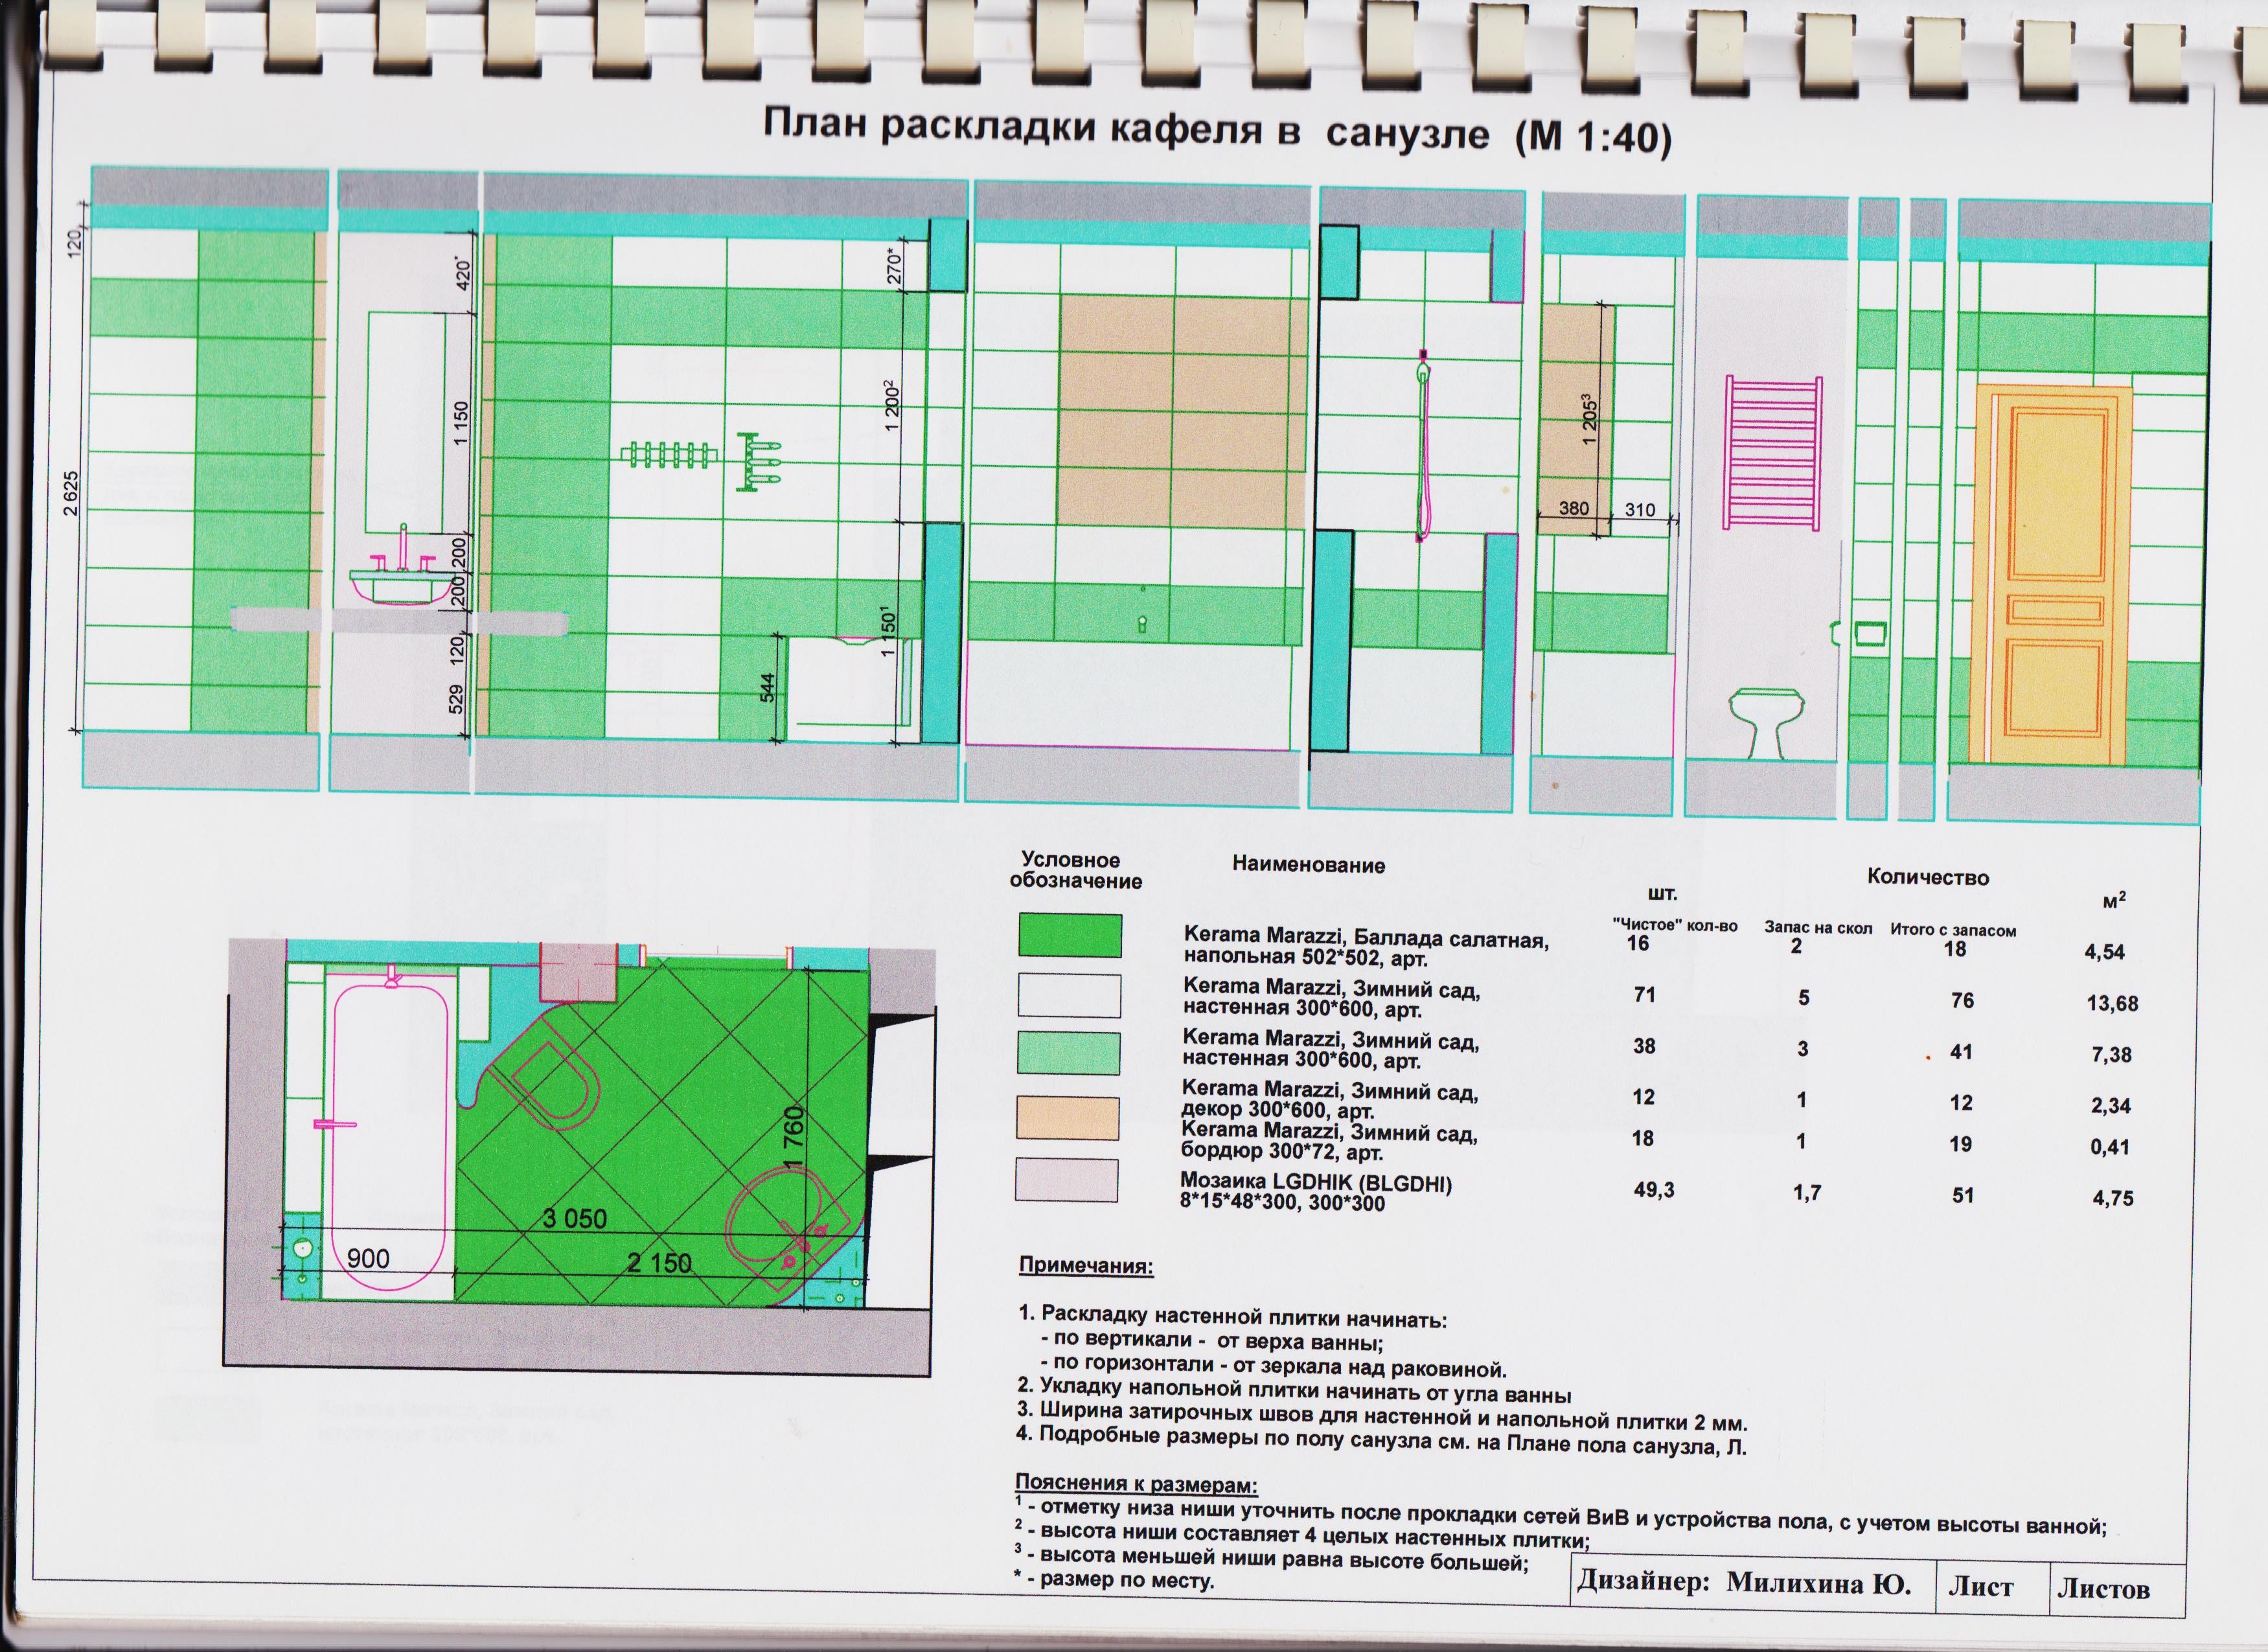 План раскладки кафеля в санузле (М 1:40)
120
2 625
420*
1 150
200
200
120
529
270*
1 200²
1 150¹
544
1 205³
380
310
Условное
обозначение
Наименование
Количество
шт.
м²
"Чистое" кол-во
Запас на скол
Итого с запасом
Kerama Marazzi, Баллада салатная,
напольная 502*502, арт.
16 2 18 4,54
Kerama Marazzi, Зимний сад,
настенная 300*600, арт.
71 5 76 13,68
Kerama Marazzi, Зимний сад,
настенная 300*600, арт.
38 3 41 7,38
Kerama Marazzi, Зимний сад,
декор 300*600, арт.
12 1 12 2,34
Kerama Marazzi, Зимний сад,
бордюр 300*72, арт.
18 1 19 0,41
Мозаика LGDHIK (BLGDHI)
8*15*48*300, 300*300
49,3 1,7 51 4,75
1 760
3 050
900
2 150
Примечания:
1. Раскладку настенной плитки начинать:
- по вертикали - от верха ванны;
- по горизонтали - от зеркала над раковиной.
2. Укладку напольной плитки начинать от угла ванны
3. Ширина затирочных швов для настенной и напольной плитки 2 мм.
4. Подробные размеры по полу санузла см. на Плане пола санузла, Л.
Пояснения к размерам:
¹ - отметку низа ниши уточнить после прокладки сетей ВиВ и устройства пола, с учетом высоты ванной;
² - высота ниши составляет 4 целых настенных плитки;
³ - высота меньшей ниши равна высоте большей;
* - размер по месту.
Дизайнер: Милихина Ю.
Лист
Листов